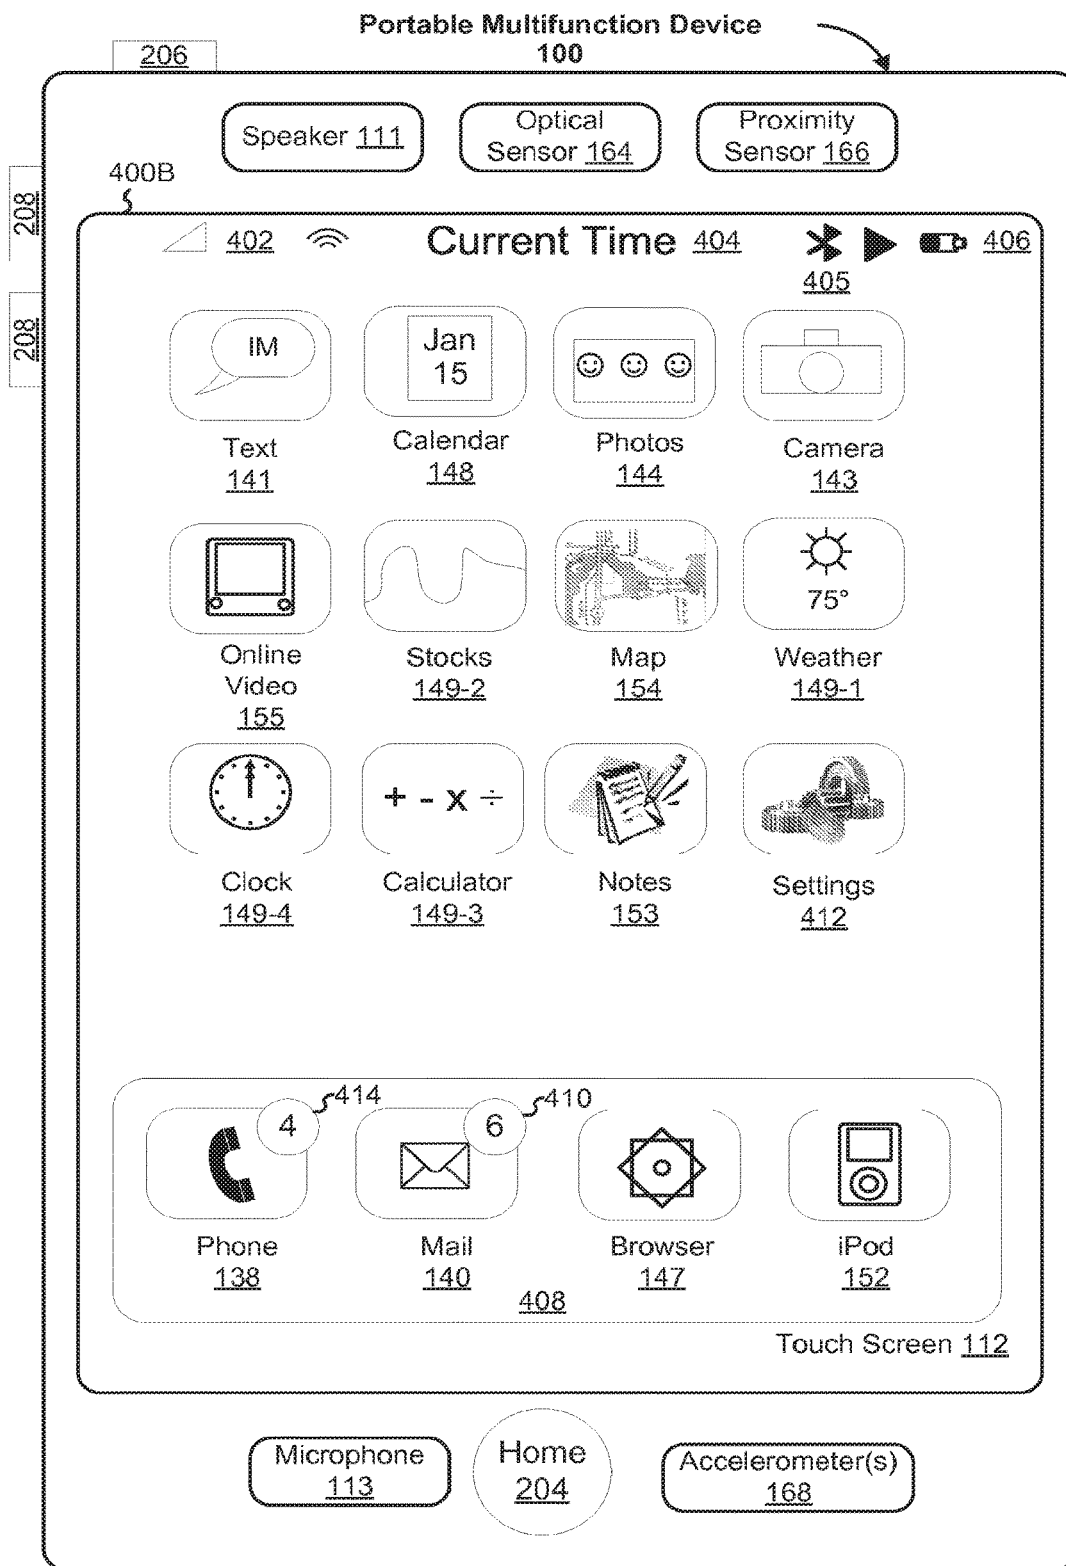 Portable Multifunction Device
100
206
Speaker 111
Optical
Sensor 164
Proximity
Sensor 166
208
208
400B
402
Current Time 404
405
406
IM
Jan
15
Text
141
Calendar
148
Photos
144
Camera
143
75°
Online
Video
155
Stocks
149-2
Map
154
Weather
149-1
+ - x ÷
Clock
149-4
Calculator
149-3
Notes
153
Settings
412
4
414
6
410
Phone
138
Mail
140
Browser
147
iPod
152
408
Touch Screen 112
Microphone
113
Home
204
Accelerometer(s)
168